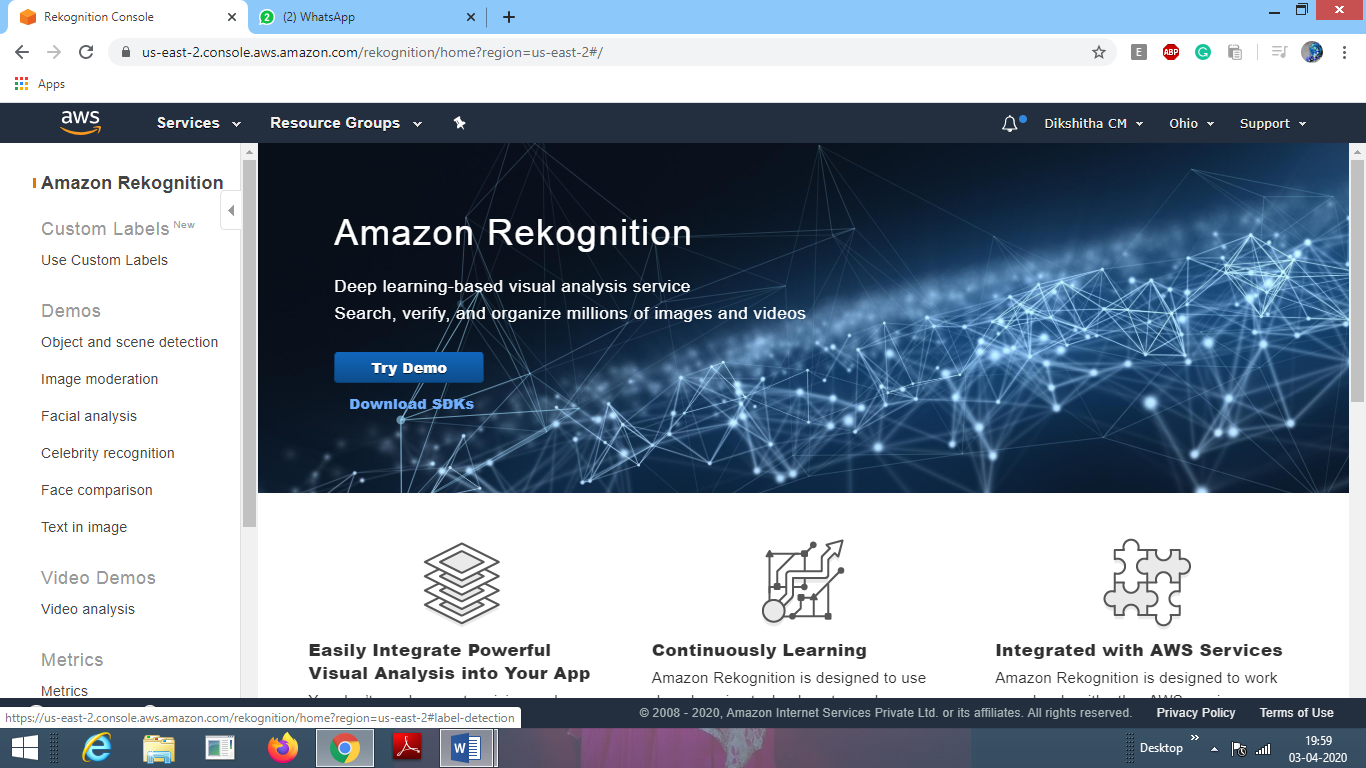 Rekognition Console
(2) WhatsApp
us-east-2.console.aws.amazon.com/rekognition/home?region=us-east-2#/
E
ABP
Apps
aws
Services
Resource Groups
Dikshitha CM
Ohio
Support
Amazon Rekognition
Custom Labels New
Use Custom Labels
Demos
Object and scene detection
Image moderation
Facial analysis
Celebrity recognition
Face comparison
Text in image
Video Demos
Video analysis
Metrics
Metrics
Amazon Rekognition
Deep learning-based visual analysis service
Search, verify, and organize millions of images and videos
Try Demo
Download SDKs
Easily Integrate Powerful
Visual Analysis into Your App
Continuously Learning
Amazon Rekognition is designed to use
Integrated with AWS Services
Amazon Rekognition is designed to work
https://us-east-2.console.aws.amazon.com/rekognition/home?region=us-east-2#label-detection
© 2008 - 2020, Amazon Internet Services Private Ltd. or its affiliates. All rights reserved.
Privacy Policy
Terms of Use
Desktop
19:59
03-04-2020